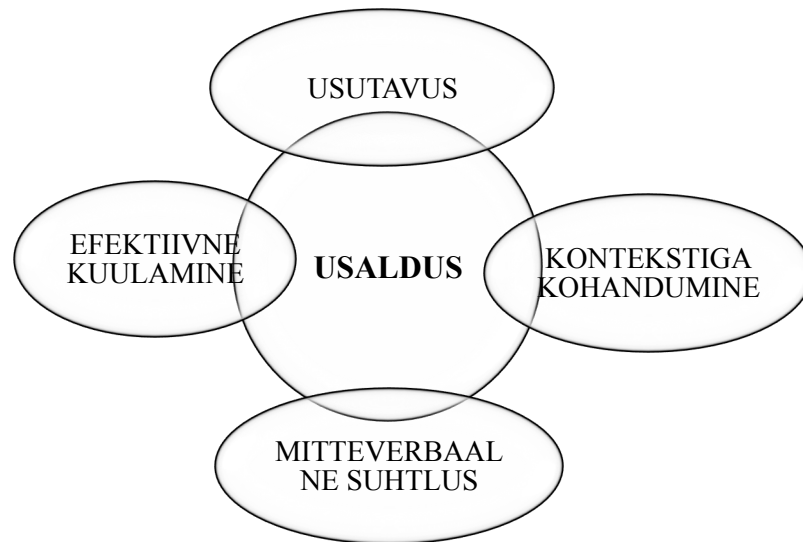 USUTAVUS
EFEKTIIVNE
KUULAMINE
USALDUS
KONTEKSTIGA
KOHANDUMINE
MITTEVERBAAL
NE SUHTLUS